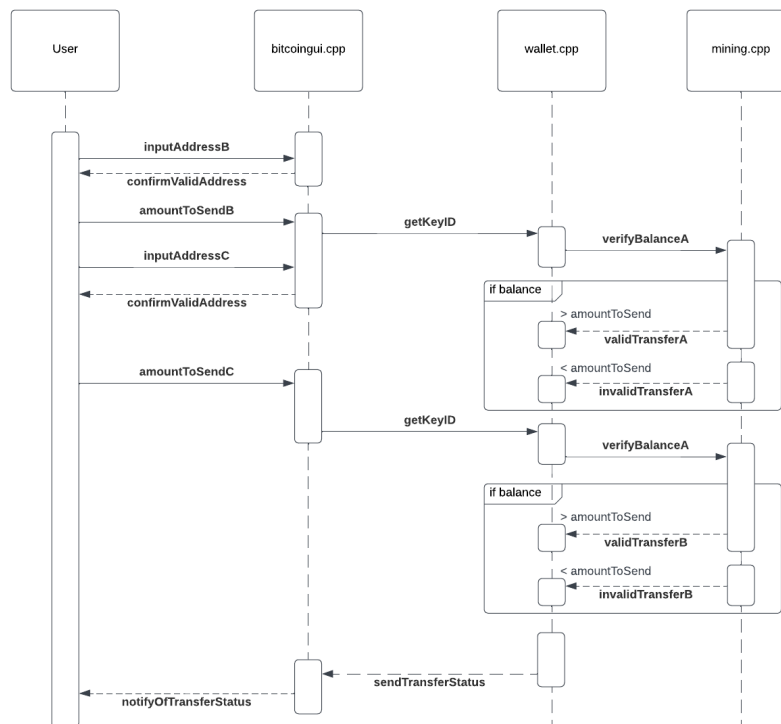 User
bitcoingui.cpp
wallet.cpp
mining.cpp
inputAddressB
confirmValidAddress
amountToSendB
getKeyID
verifyBalanceA
inputAddressC
confirmValidAddress
if balance
> amountToSend
validTransferA
< amountToSend
invalidTransferA
amountToSendC
getKeyID
verifyBalanceA
if balance
> amountToSend
validTransferB
< amountToSend
invalidTransferB
sendTransferStatus
notifyOfTransferStatus